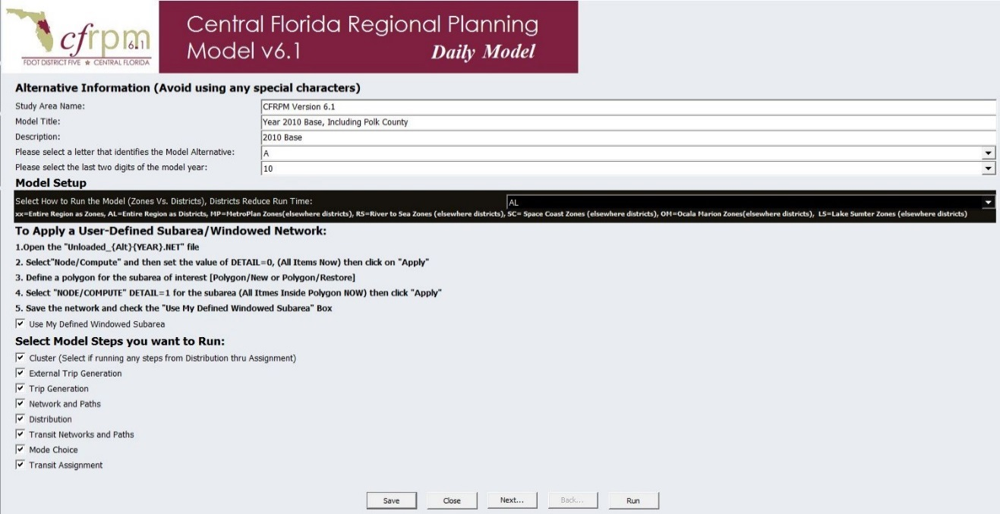 cfrpm 6.1
FDOT DISTRICT FIVE ★ CENTRAL FLORIDA
Central Florida Regional Planning
Model v6.1 Daily Model
Alternative Information (Avoid using any special characters)
Study Area Name: CFRPM Version 6.1
Model Title: Year 2010 Base, Including Polk County
Description: 2010 Base
Please select a letter that identifies the Model Alternative: A
Please select the last two digits of the model year: 10
Model Setup
Select How to Run the Model (Zones Vs. Districts), Districts Reduce Run Time: AL
xx=Entire Region as Zones, AL=Entire Region as Districts, MP=MetroPlan Zones(elsewhere districts), RS=River to Sea Zones (elsewhere districts), SC= Space Coast Zones (elsewhere districts), OM=Ocala Marion Zones(elsewhere districts), LS=Lake Sumter Zones (elsewhere districts)
To Apply a User-Defined Subarea/Windowed Network:
1.Open the "Unloaded_{Alt}{YEAR}.NET" file
2. Select"Node/Compute" and then set the value of DETAIL=0, (All Items Now) then click on "Apply"
3. Define a polygon for the subarea of interest [Polygon/New or Polygon/Restore]
4. Select "NODE/COMPUTE" DETAIL=1 for the subarea (All Itmes Inside Polygon NOW) then click "Apply"
5. Save the network and check the "Use My Defined Windowed Subarea" Box
Use My Defined Windowed Subarea
Select Model Steps you want to Run:
Cluster (Select if running any steps from Distribution thru Assignment)
External Trip Generation
Trip Generation
Network and Paths
Distribution
Transit Networks and Paths
Mode Choice
Transit Assignment
Save Close Next... Back... Run